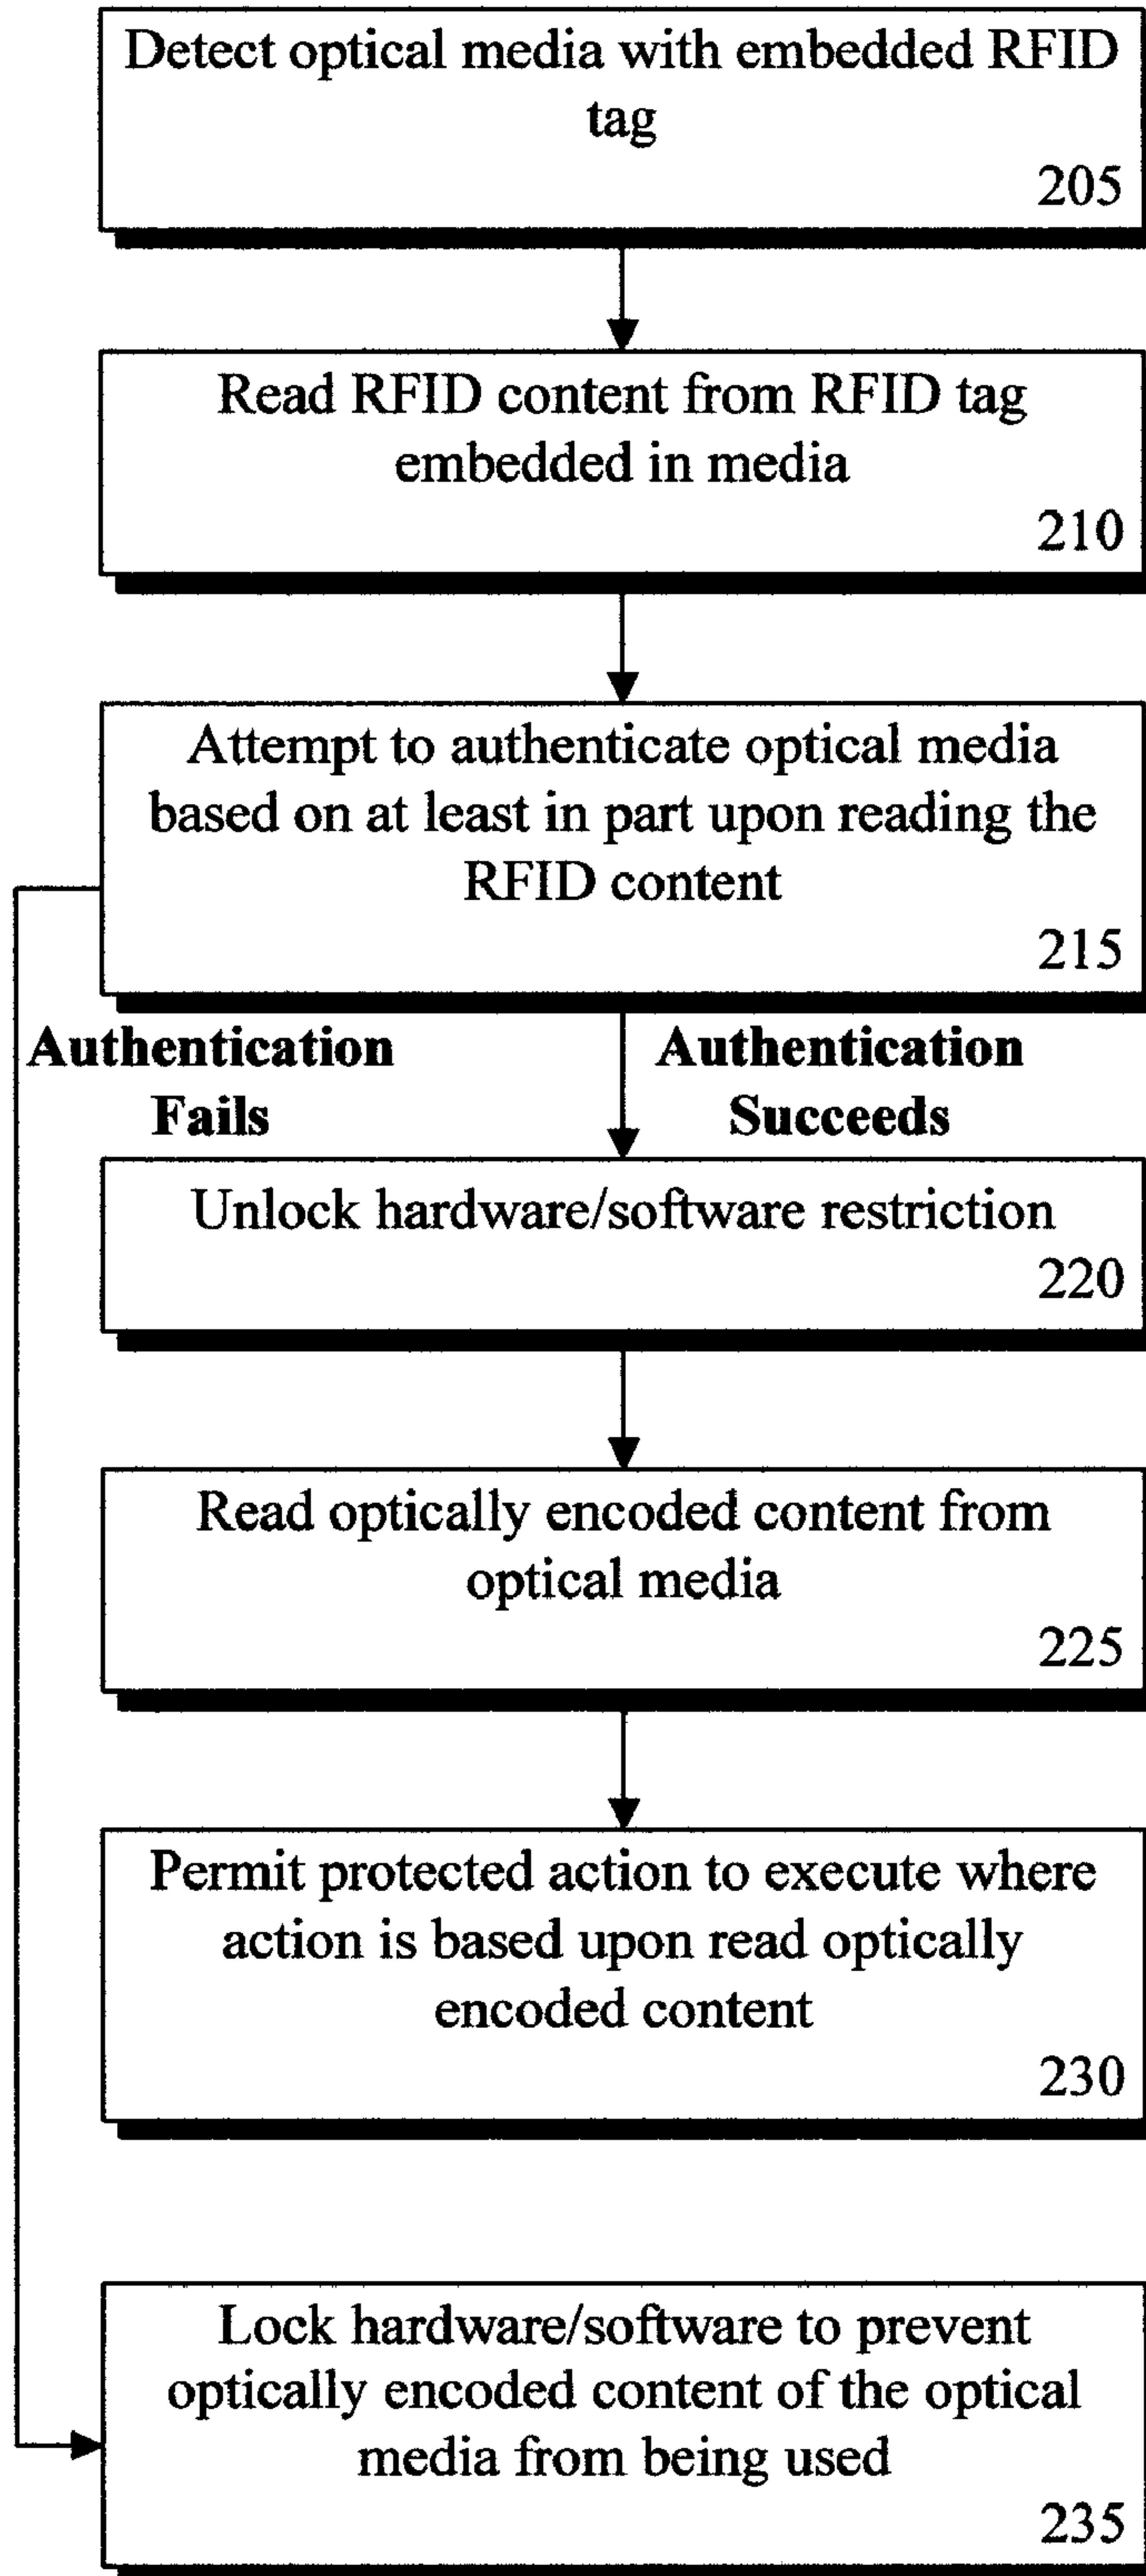 Detect optical media with embedded RFID
tag
205
Read RFID content from RFID tag
embedded in media
210
Attempt to authenticate optical media
based on at least in part upon reading the
RFID content
215
Authentication
Fails
Authentication
Succeeds
Unlock hardware/software restriction
220
Read optically encoded content from
optical media
225
Permit protected action to execute where
action is based upon read optically
encoded content
230
Lock hardware/software to prevent
optically encoded content of the optical
media from being used
235